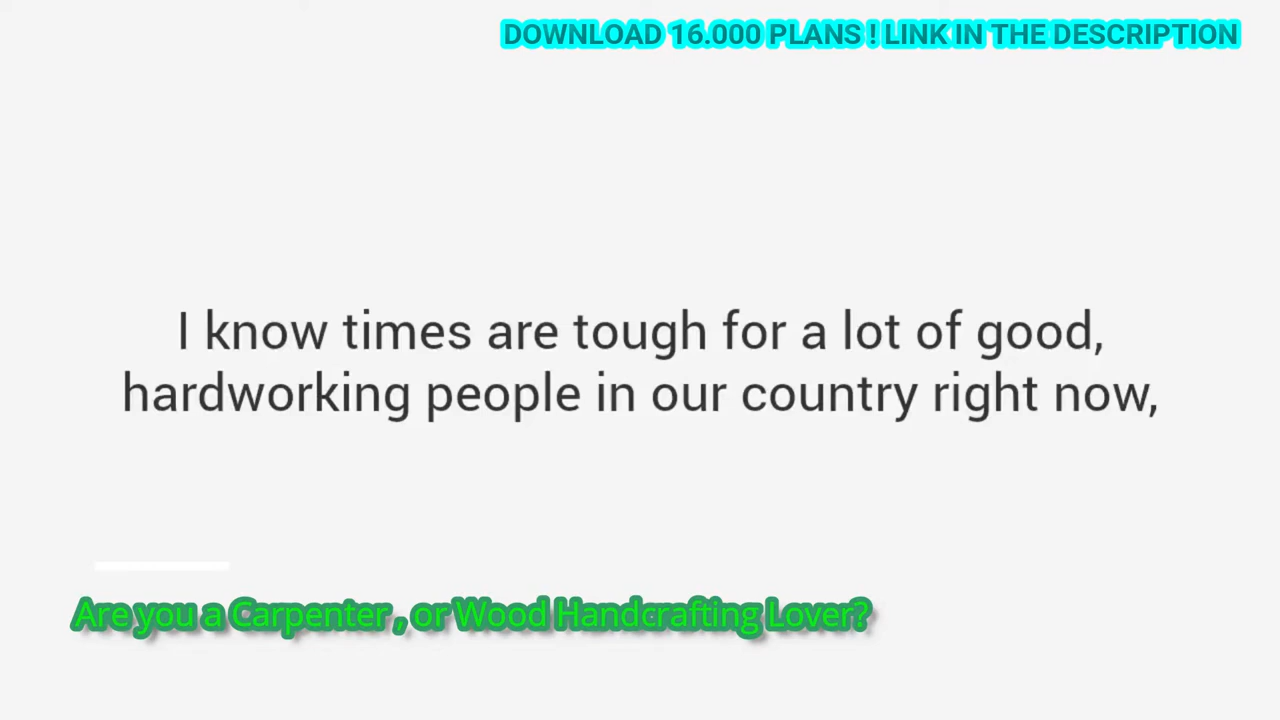 DOWNLOAD 16.000 PLANS ! LINK IN THE DESCRIPTION
I know times are tough for a lot of good,
hardworking people in our country right now,
Are you a Carpenter , or Wood Handcrafting Lover?